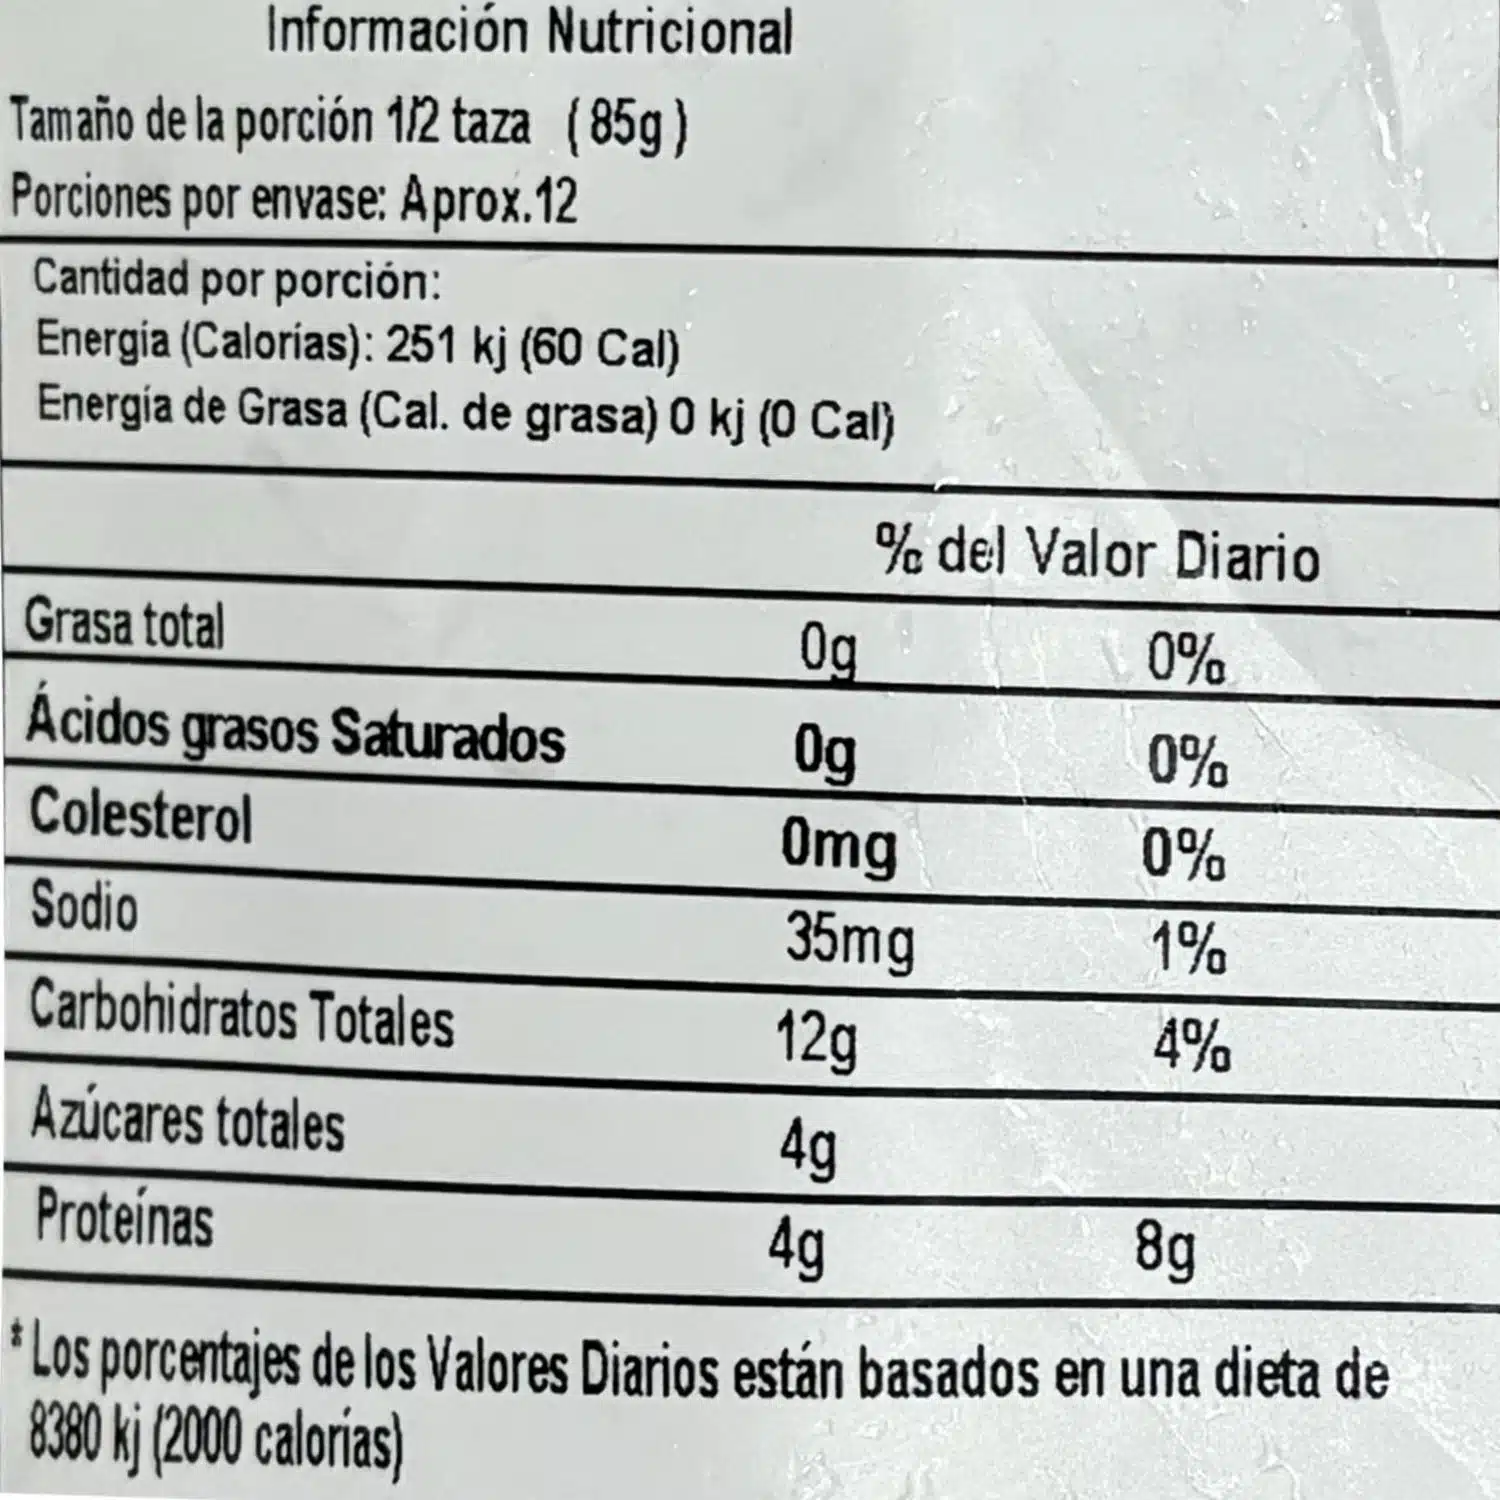 Información Nutricional
Tamaño de la porción 1/2 taza (85g)
Porciones por envase: Aprox.12
Cantidad por porción:
Energía (Calorías): 251 kj (60 Cal)
Energía de Grasa (Cal. de grasa) 0 kj (0 Cal)
% del Valor Diario
Grasa total 0g 0%
Ácidos grasos Saturados 0g 0%
Colesterol 0mg 0%
Sodio 35mg 1%
Carbohidratos Totales 12g 4%
Azúcares totales 4g
Proteínas 4g 8g
* Los porcentajes de los Valores Diarios están basados en una dieta de
8380 kj (2000 calorías)